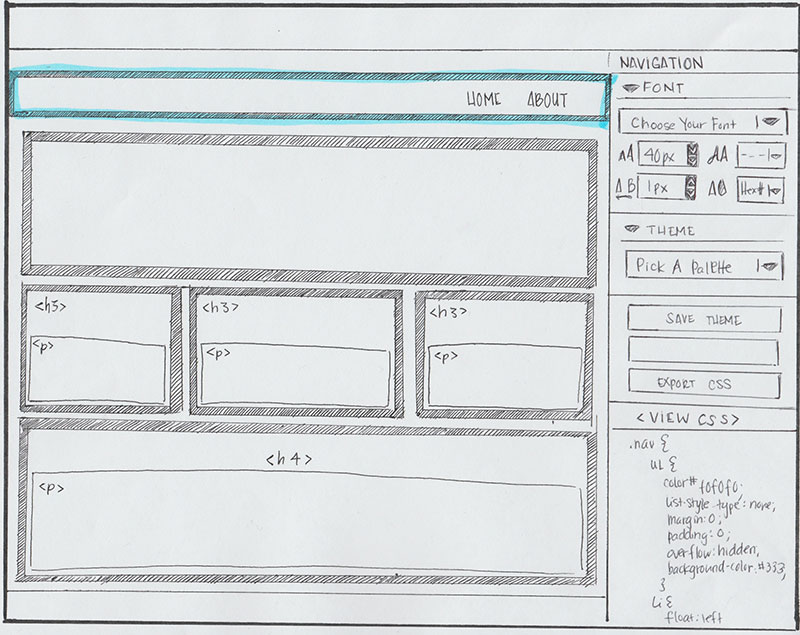 HOME ABOUT
<h3>
<p>
<h3>
<p>
<h3>
<p>
<h4>
<p>
NAVIGATION
FONT
Choose Your Font
AA 40px AA ---
AB 1px Hex#
THEME
Pick A Palette
SAVE THEME
EXPORT CSS
<VIEW CSS>
.nav {
UL {
color# f0f0f0;
list-style type: none;
margin: 0;
padding: 0;
overflow: hidden,
background-color: #333;
}
Li {
float: left